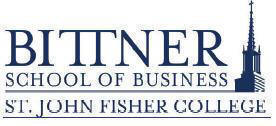 BITTNER
SCHOOL OF BUSINESS
ST. JOHN FISHER COLLEGE